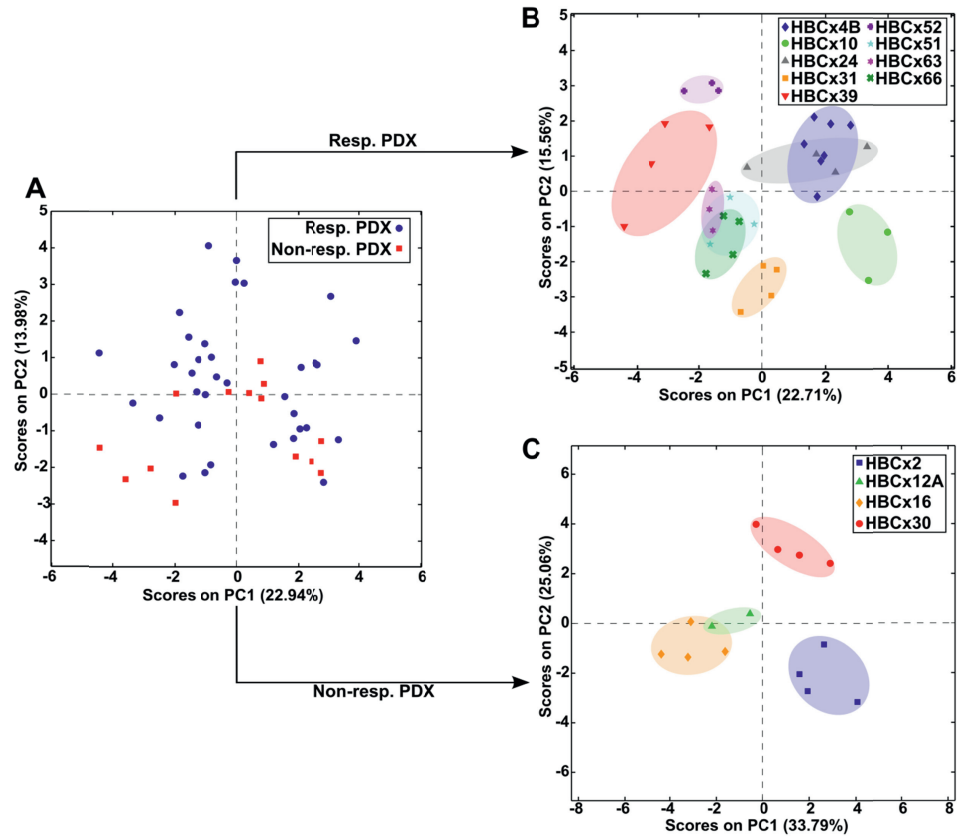 B
HBCx4B
HBCx10
HBCx24
HBCx31
HBCx39
HBCx52
HBCx51
HBCx63
HBCx66
5
4
3
2
1
0
-1
-2
-3
-4
-5
Scores on PC2 (15.56%)
-6 -4 -2 0 2 4 6
Scores on PC1 (22.71%)
Resp. PDX
A
Resp. PDX
Non-resp. PDX
5
4
3
2
1
0
-1
-2
-3
-4
Scores on PC2 (13.98%)
-6 -4 -2 0 2 4 6
Scores on PC1 (22.94%)
Non-resp. PDX
C
HBCx2
HBCx12A
HBCx16
HBCx30
6
4
2
0
-2
-4
-6
Scores on PC2 (25.06%)
-8 -6 -4 -2 0 2 4 6 8
Scores on PC1 (33.79%)